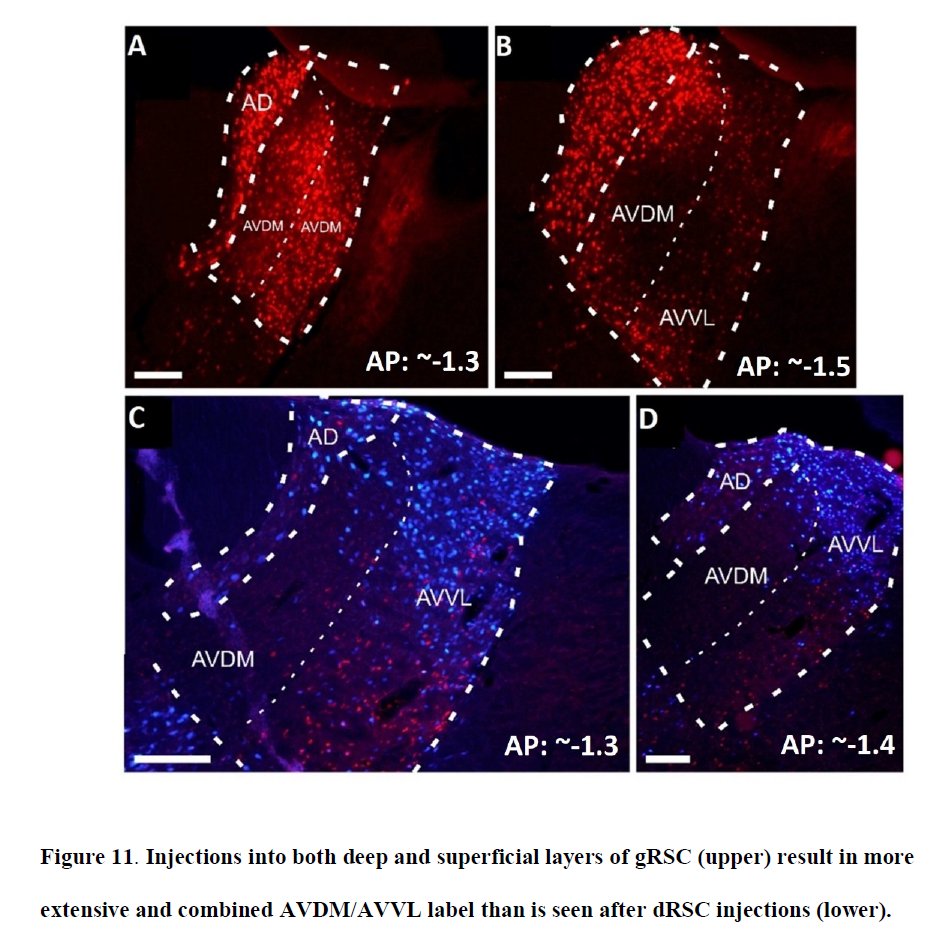 A
AD
AVDM AVDM
AP: ~-1.3
B
AVDM
AVVL
AP: ~-1.5
C
AD
AVVL
AVDM
AP: ~-1.3
D
AD
AVVL
AVDM
AP: ~-1.4
Figure 11. Injections into both deep and superficial layers of gRSC (upper) result in more
extensive and combined AVDM/AVVL label than is seen after dRSC injections (lower).